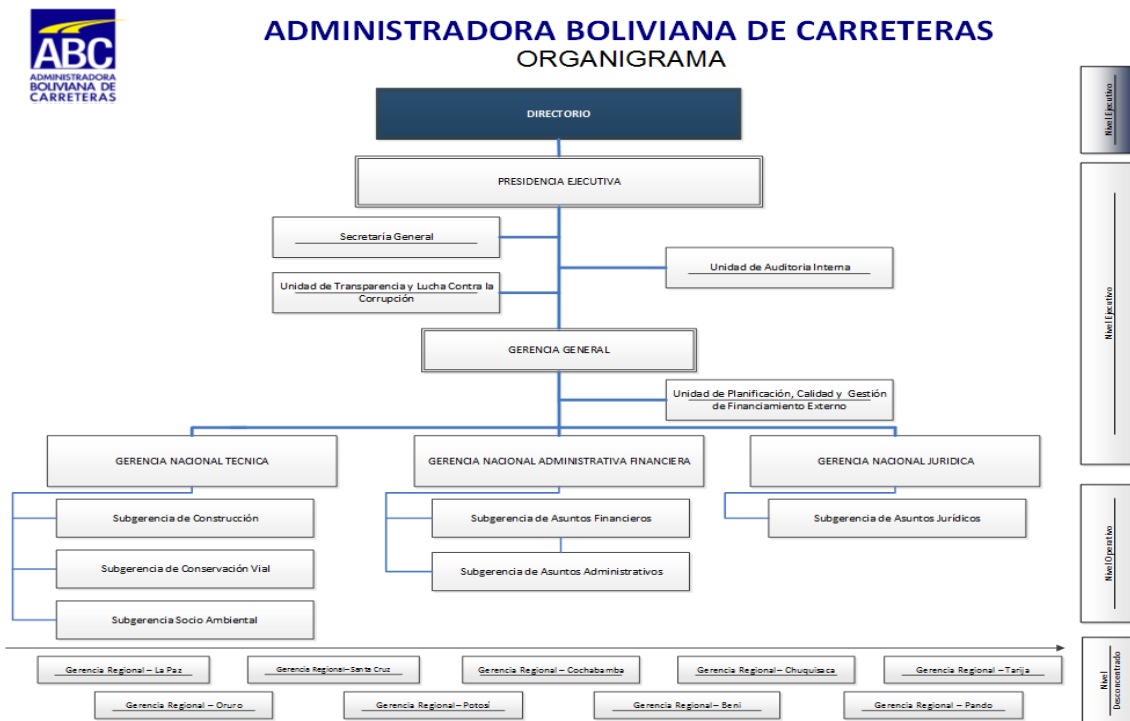 ABC
ADMINISTRADORA
BOLIVIANA DE
CARRETERAS
ADMINISTRADORA BOLIVIANA DE CARRETERAS
ORGANIGRAMA
DIRECTORIO
Nivel Ejecutivo
PRESIDENCIA EJECUTIVA
Secretaría General
Unidad de Auditoria Interna
Unidad de Transparencia y Lucha Contra la
Corrupción
Nivel Ejecutivo
GERENCIA GENERAL
Unidad de Planificación, Calidad y Gestión
de Financiamiento Externo
GERENCIA NACIONAL TECNICA
GERENCIA NACIONAL ADMINISTRATIVA FINANCIERA
GERENCIA NACIONAL JURIDICA
Subgerencia de Construcción
Subgerencia de Asuntos Financieros
Subgerencia de Asuntos Jurídicos
Nivel Operativo
Subgerencia de Conservación Vial
Subgerencia de Asuntos Administrativos
Subgerencia Socio Ambiental
Gerencia Regional – La Paz
Gerencia Regional – Santa Cruz
Gerencia Regional – Cochabamba
Gerencia Regional – Chuquisaca
Gerencia Regional – Tarija
Nivel
Desconcentrado
Gerencia Regional – Oruro
Gerencia Regional – Potosí
Gerencia Regional – Beni
Gerencia Regional – Pando